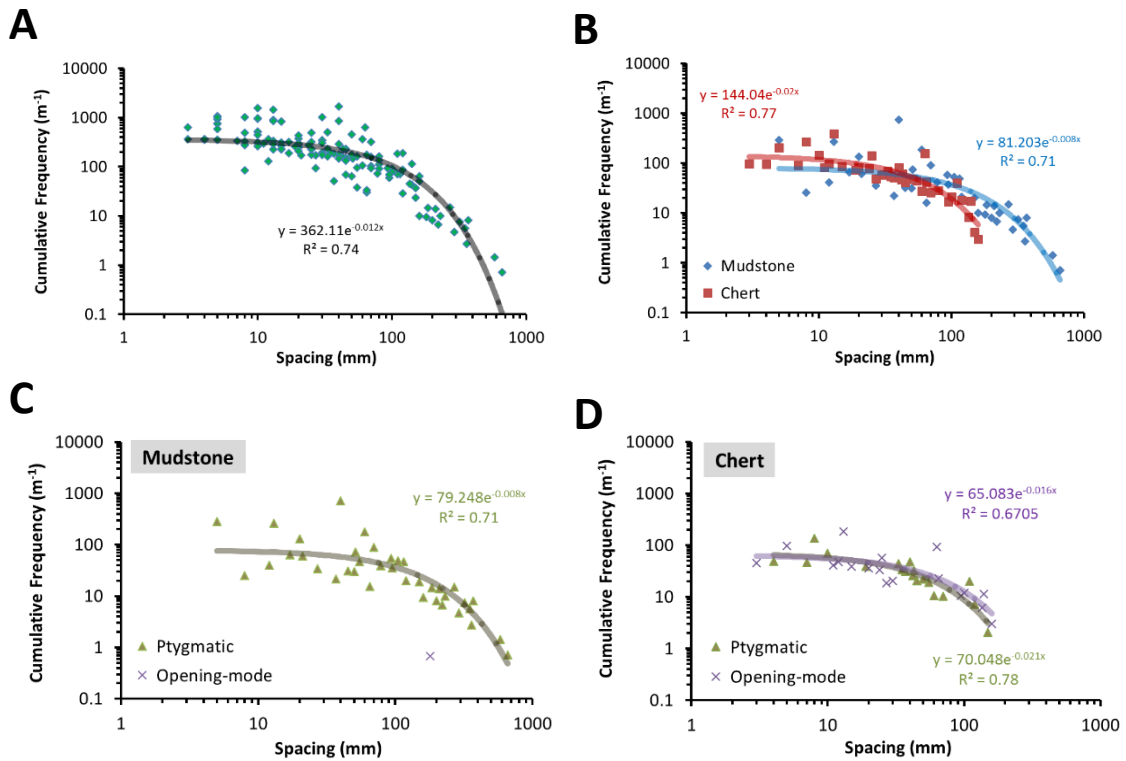 A
Cumulative Frequency (m⁻¹)
10000
1000
100
10
1
0.1
y = 362.11e^-0.012x
R² = 0.74
1 10 100 1000
Spacing (mm)
B
Cumulative Frequency (m⁻¹)
10000
1000
100
10
1
0.1
y = 144.04e^-0.02x
R² = 0.77
y = 81.203e^-0.008x
R² = 0.71
Mudstone
Chert
1 10 100 1000
Spacing (mm)
C
Cumulative Frequency (m⁻¹)
10000
1000
100
10
1
0.1
Mudstone
y = 79.248e^-0.008x
R² = 0.71
Ptygmatic
Opening-mode
1 10 100 1000
Spacing (mm)
D
Cumulative Frequency (m⁻¹)
10000
1000
100
10
1
0.1
Chert
y = 65.083e^-0.016x
R² = 0.6705
Ptygmatic
Opening-mode
y = 70.048e^-0.021x
R² = 0.78
1 10 100 1000
Spacing (mm)